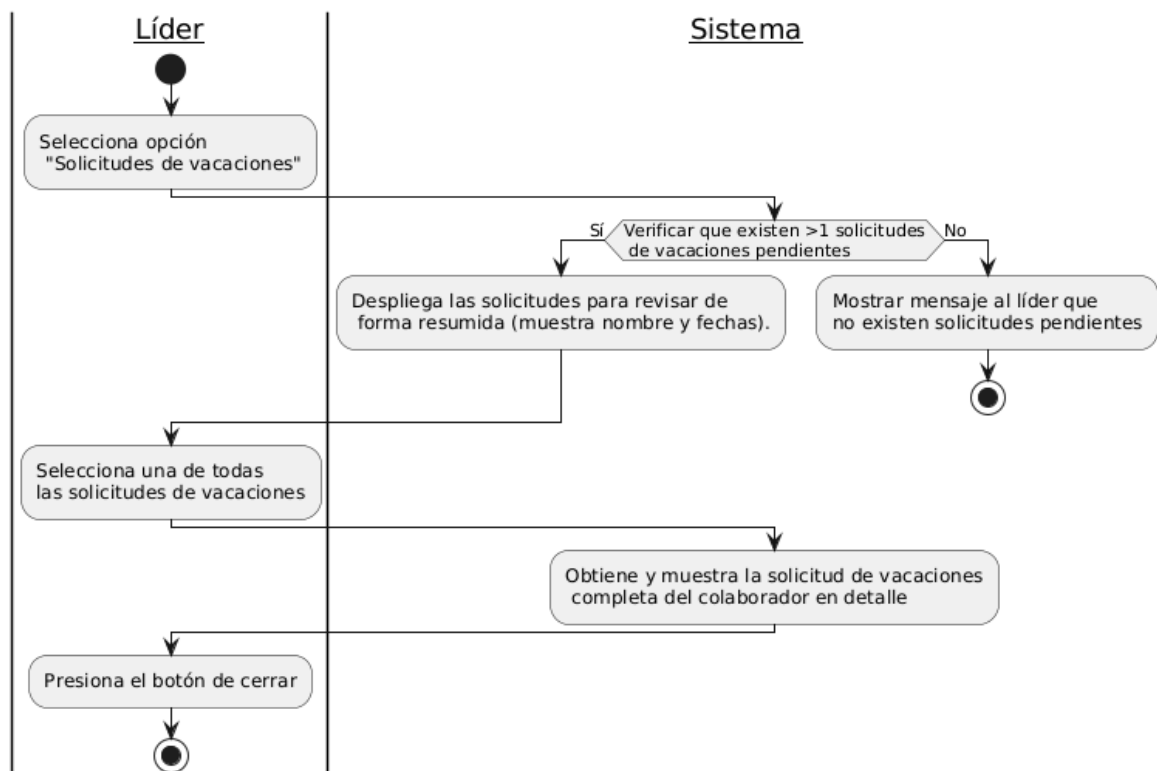 Líder
Sistema
Selecciona opción
"Solicitudes de vacaciones"
Sí
Verificar que existen >1 solicitudes
de vacaciones pendientes
No
Despliega las solicitudes para revisar de
forma resumida (muestra nombre y fechas).
Mostrar mensaje al líder que
no existen solicitudes pendientes
Selecciona una de todas
las solicitudes de vacaciones
Obtiene y muestra la solicitud de vacaciones
completa del colaborador en detalle
Presiona el botón de cerrar